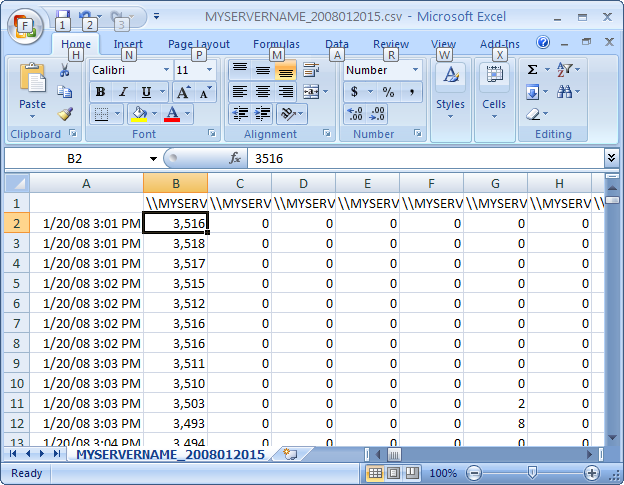 MYSERVERNAME_2008012015.csv - Microsoft Excel
F 1 2
Home Insert Page Layout Formulas Data Review View Add-Ins
H N P M A R W X
Calibri 11 Number
Paste B I U A A $ % , Styles Cells Σ
Clipboard Font Alignment Number Editing
B2 fx 3516
A B C D E F G H
1 \\MYSERV \\MYSERV \\MYSERV \\MYSERV \\MYSERV \\MYSERV \\MYSERV
2 1/20/08 3:01 PM 3,516 0 0 0 0 0 0
3 1/20/08 3:01 PM 3,518 0 0 0 0 0 0
4 1/20/08 3:01 PM 3,517 0 0 0 0 0 0
5 1/20/08 3:02 PM 3,515 0 0 0 0 0 0
6 1/20/08 3:02 PM 3,512 0 0 0 0 0 0
7 1/20/08 3:02 PM 3,516 0 0 0 0 0 0
8 1/20/08 3:02 PM 3,516 0 0 0 0 0 0
9 1/20/08 3:03 PM 3,511 0 0 0 0 0 0
10 1/20/08 3:03 PM 3,510 0 0 0 0 0 0
11 1/20/08 3:03 PM 3,503 0 0 0 0 2 0
12 1/20/08 3:03 PM 3,493 0 0 0 0 8 0
13 1/20/08 3:04 PM 3,494 0 0 0 0 0 0
MYSERVERNAME_2008012015
Ready 100%